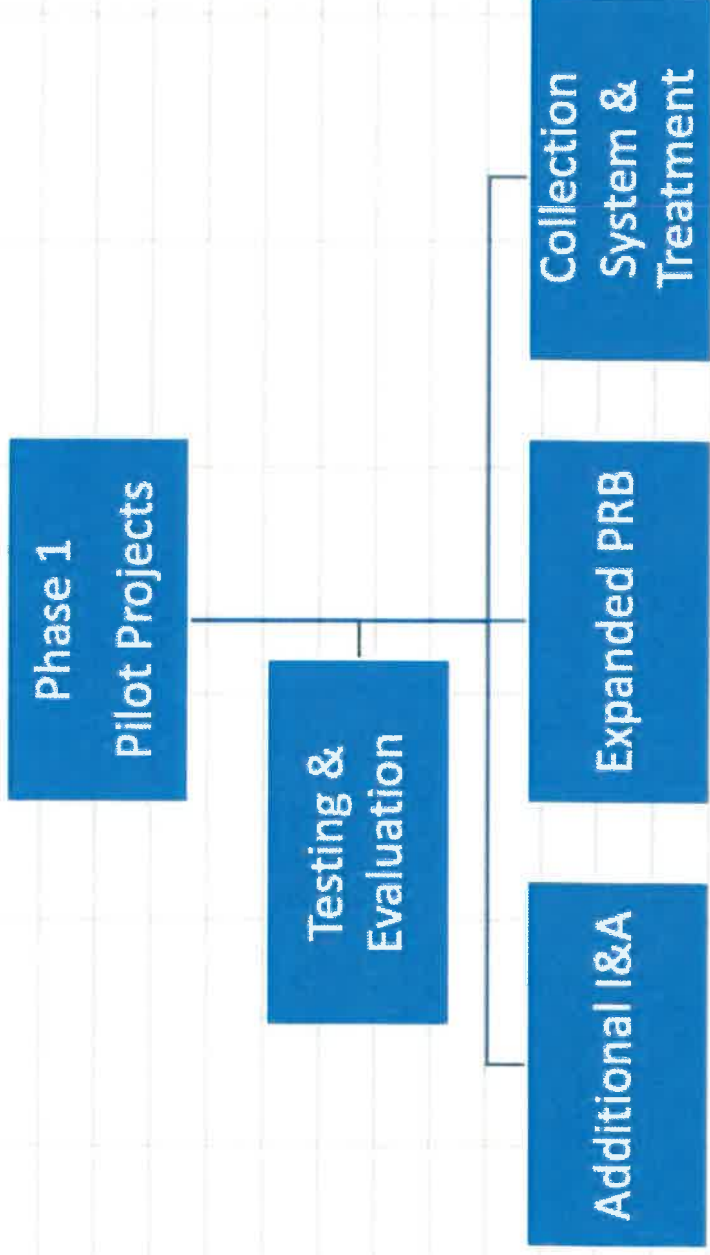 Phase 1
Pilot Projects
Testing &
Evaluation
Additional I&A
Expanded PRB
Collection
System &
Treatment